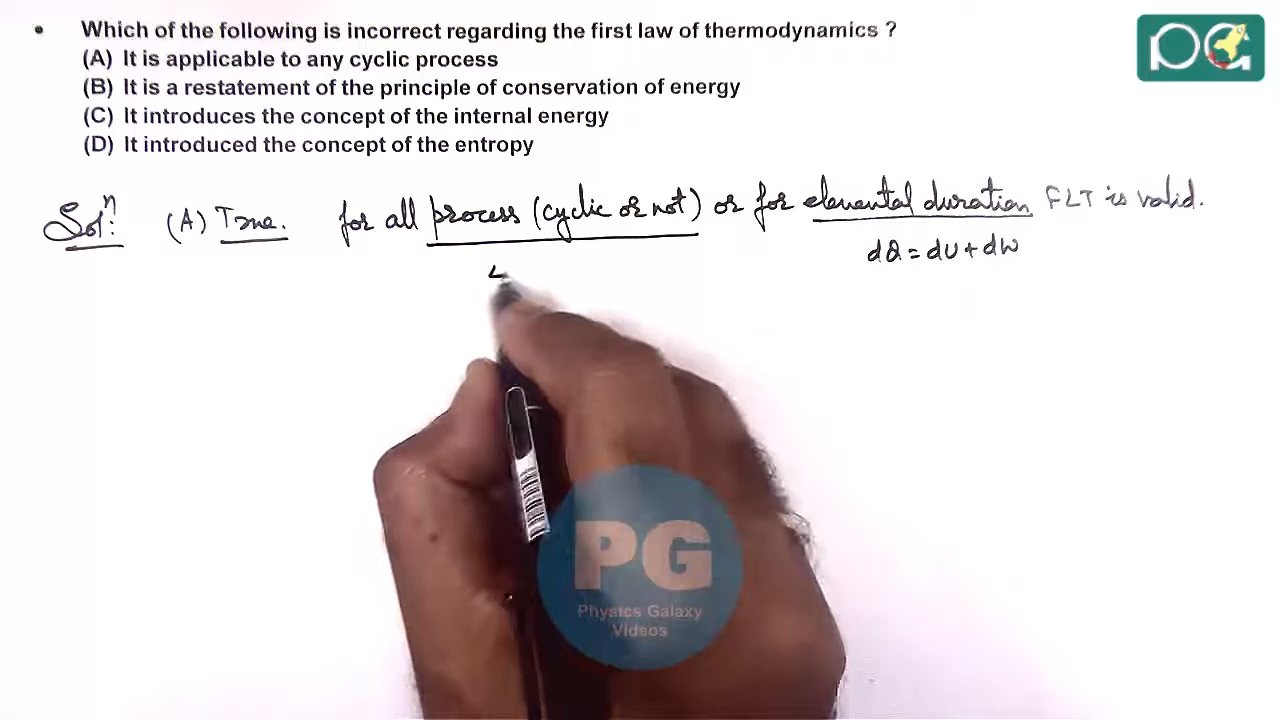 • Which of the following is incorrect regarding the first law of thermodynamics ?
(A) It is applicable to any cyclic process
(B) It is a restatement of the principle of conservation of energy
(C) It introduces the concept of the internal energy
(D) It introduced the concept of the entropy
PG
Solⁿ: (A) True. for all process (cyclic or not) or for elemental duration FLT is valid.
dQ = dU + dW
PG
Physics Galaxy
Videos